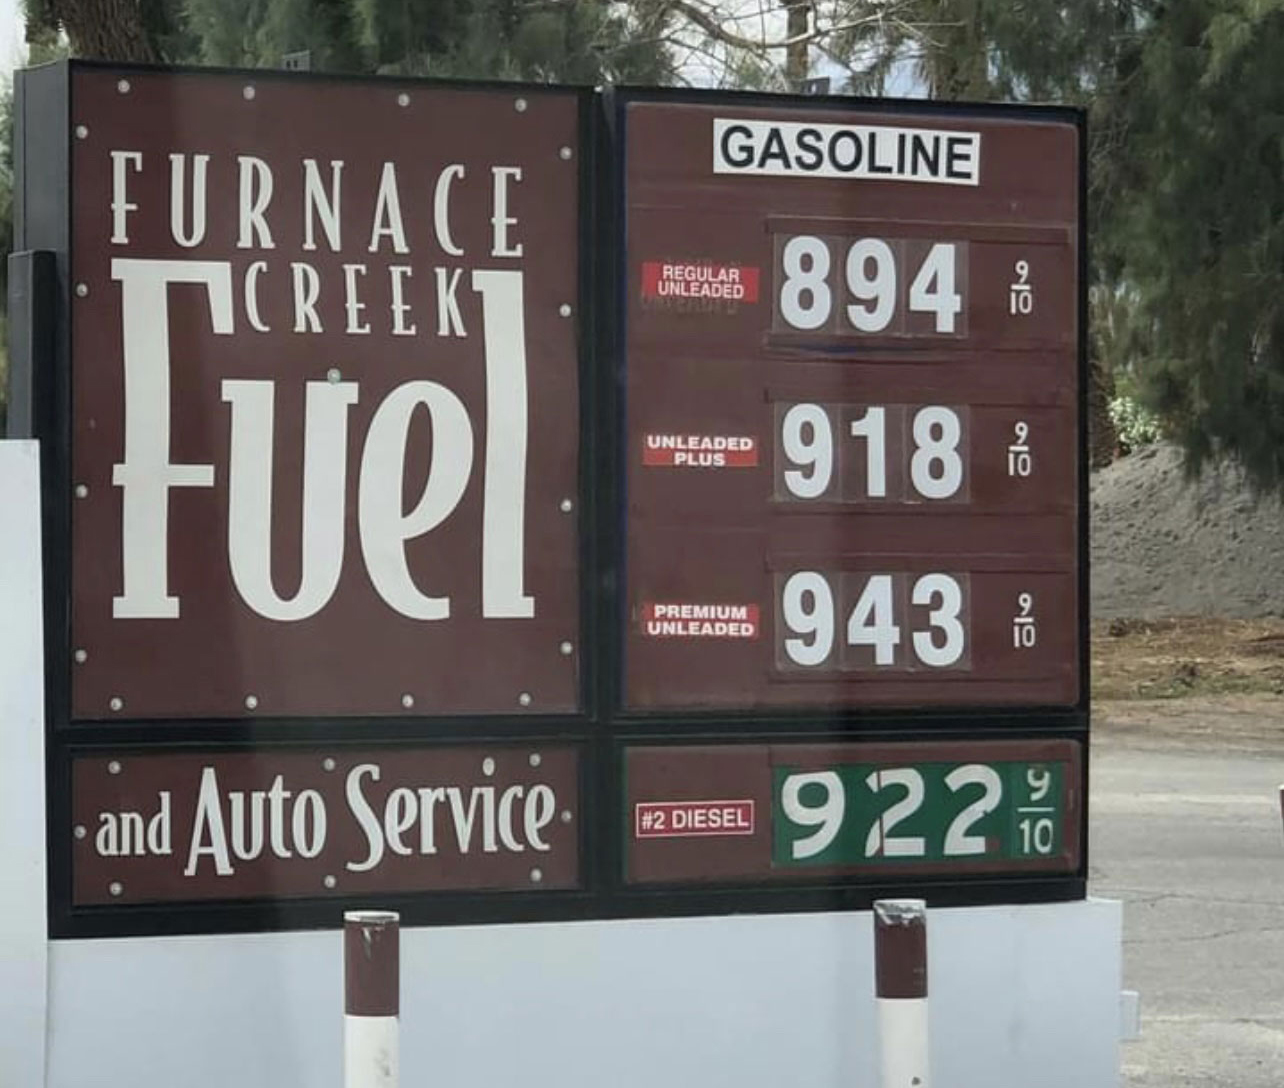 FURNACE
CREEK
Fuel
and Auto Service
GASOLINE
REGULAR
UNLEADED
894 9/10
UNLEADED
PLUS
918 9/10
PREMIUM
UNLEADED
943 9/10
#2 DIESEL
922 9/10